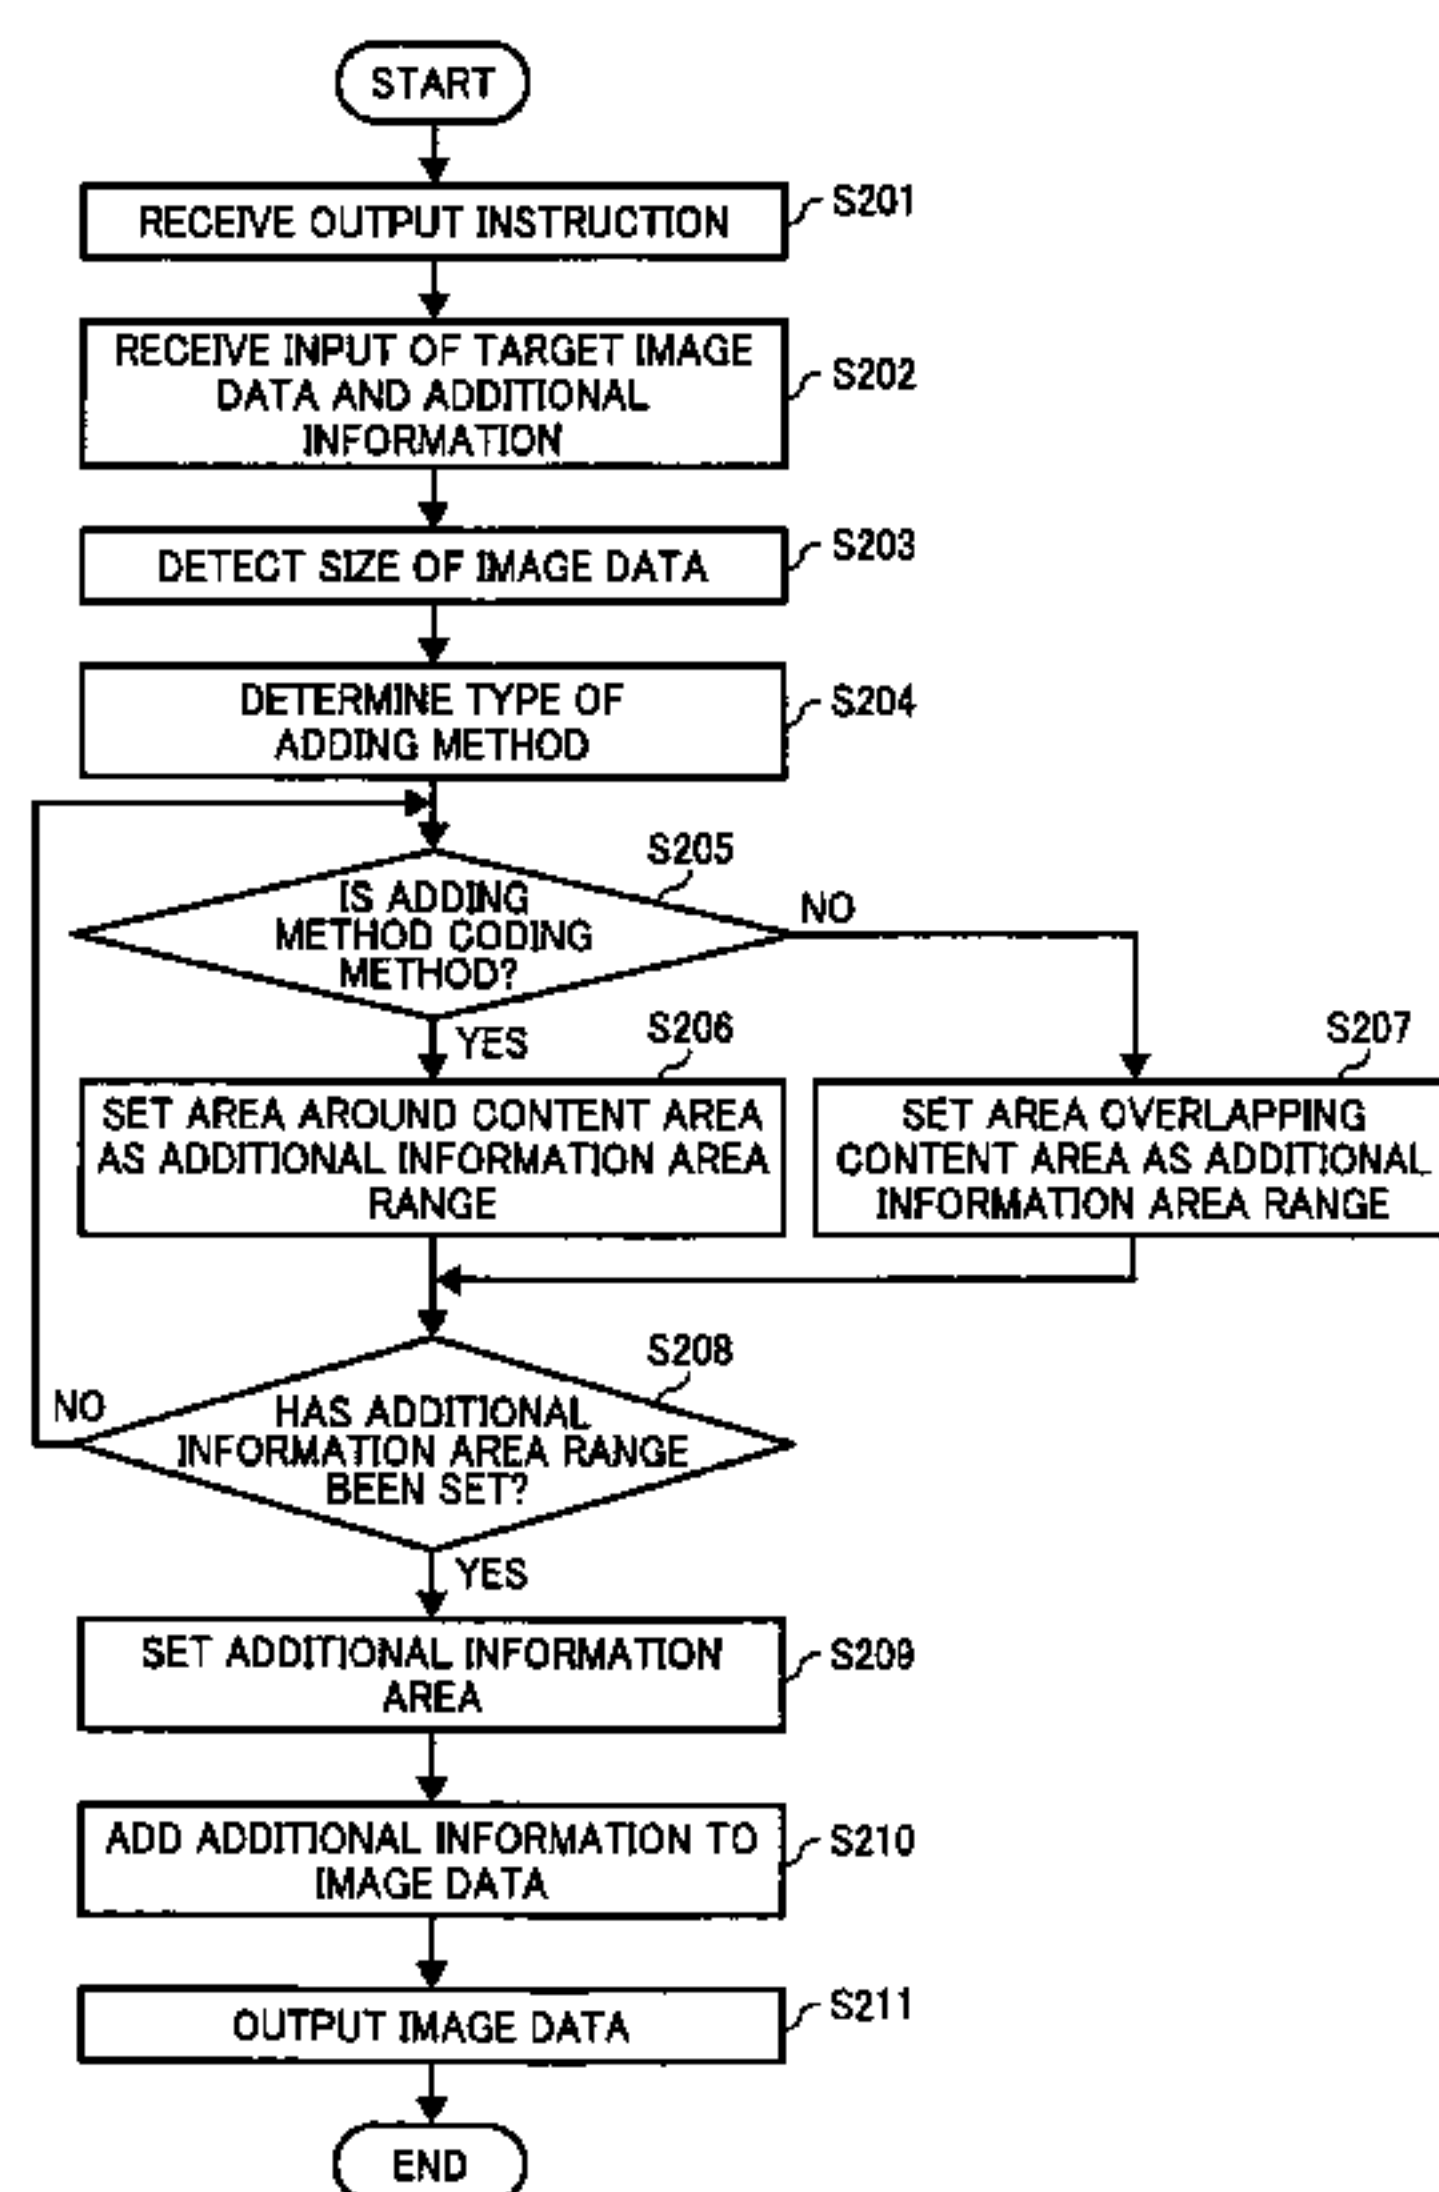 START
RECEIVE OUTPUT INSTRUCTION
S201
RECEIVE INPUT OF TARGET IMAGE
DATA AND ADDITIONAL
INFORMATION
S202
DETECT SIZE OF IMAGE DATA
S203
DETERMINE TYPE OF
ADDING METHOD
S204
S205
IS ADDING
METHOD CODING
METHOD?
NO
YES
S206
SET AREA AROUND CONTENT AREA
AS ADDITIONAL INFORMATION AREA
RANGE
S207
SET AREA OVERLAPPING
CONTENT AREA AS ADDITIONAL
INFORMATION AREA RANGE
S208
HAS ADDITIONAL
INFORMATION AREA RANGE
BEEN SET?
NO
YES
SET ADDITIONAL INFORMATION
AREA
S209
ADD ADDITIONAL INFORMATION TO
IMAGE DATA
S210
OUTPUT IMAGE DATA
S211
END